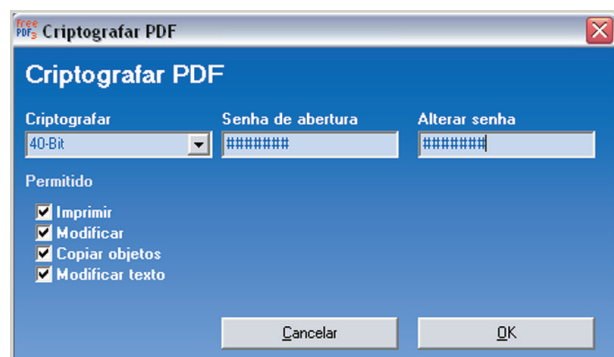 Free PDF3 Criptografar PDF
Criptografar PDF
Criptografar Senha de abertura Alterar senha
40-Bit ####### #######
Permitido
Imprimir
Modificar
Copiar objetos
Modificar texto
Cancelar OK